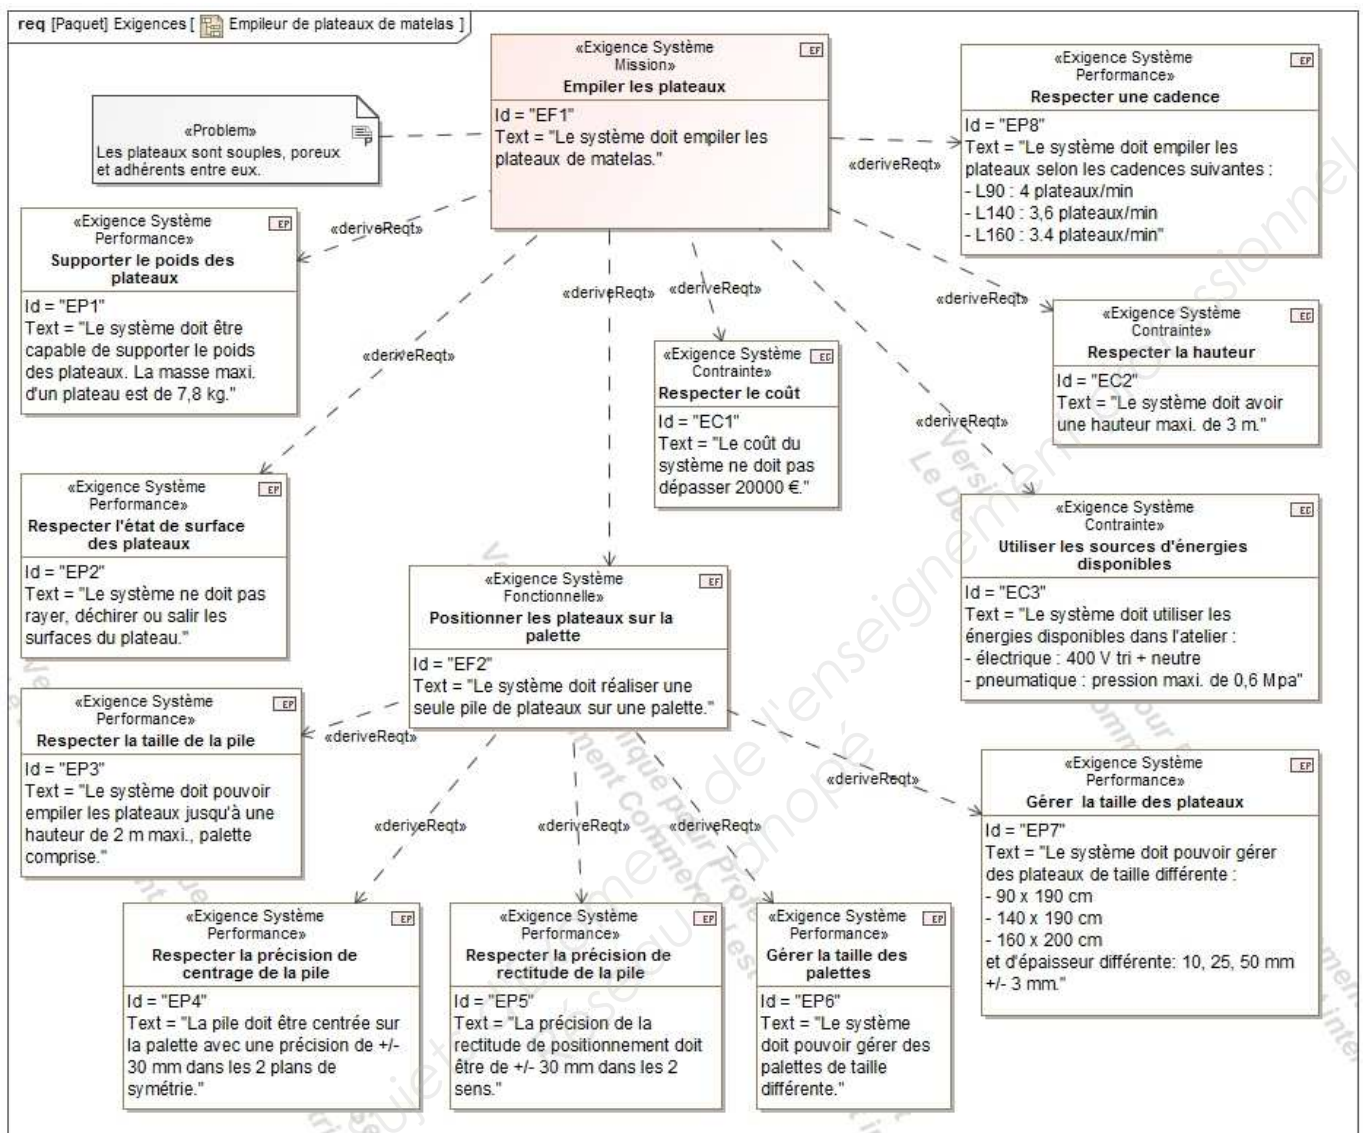 req [Paquet] Exigences [ Empileur de plateaux de matelas ]
«Exigence Système
Mission»
EF
Empiler les plateaux
Id = "EF1"
Text = "Le système doit empiler les
plateaux de matelas."
«Exigence Système
Performance»
EP
Respecter une cadence
Id = "EP8"
Text = "Le système doit empiler les
plateaux selon les cadences suivantes :
- L90 : 4 plateaux/min
- L140 : 3,6 plateaux/min
- L160 : 3.4 plateaux/min"
«Problem»
P
Les plateaux sont souples, poreux
et adhérents entre eux.
«deriveReqt»
«deriveReqt»
«Exigence Système
Performance»
EP
Supporter le poids des
plateaux
Id = "EP1"
Text = "Le système doit être
capable de supporter le poids
des plateaux. La masse maxi.
d'un plateau est de 7,8 kg."
«deriveReqt»
«deriveReqt»
«deriveReqt»
«deriveReqt»
«deriveReqt»
«Exigence Système
Contrainte»
EC
Respecter la hauteur
Id = "EC2"
Text = "Le système doit avoir
une hauteur maxi. de 3 m."
«Exigence Système
Contrainte»
EC
Respecter le coût
Id = "EC1"
Text = "Le coût du
système ne doit pas
dépasser 20000 €."
«deriveReqt»
«Exigence Système
Performance»
EP
Respecter l'état de surface
des plateaux
Id = "EP2"
Text = "Le système ne doit pas
rayer, déchirer ou salir les
surfaces du plateau."
«Exigence Système
Contrainte»
EC
Utiliser les sources d'énergies
disponibles
Id = "EC3"
Text = "Le système doit utiliser les
énergies disponibles dans l'atelier :
- électrique : 400 V tri + neutre
- pneumatique : pression maxi. de 0,6 Mpa"
«Exigence Système
Fonctionnelle»
EF
Positionner les plateaux sur la
palette
Id = "EF2"
Text = "Le système doit réaliser une
seule pile de plateaux sur une palette."
«Exigence Système
Performance»
EP
Respecter la taille de la pile
Id = "EP3"
Text = "Le système doit pouvoir
empiler les plateaux jusqu'à une
hauteur de 2 m maxi., palette
comprise."
«deriveReqt»
«deriveReqt»
«deriveReqt»
«deriveReqt»
«deriveReqt»
«Exigence Système
Performance»
EP
Gérer la taille des plateaux
Id = "EP7"
Text = "Le système doit pouvoir gérer
des plateaux de taille différente :
- 90 x 190 cm
- 140 x 190 cm
- 160 x 200 cm
et d'épaisseur différente: 10, 25, 50 mm
+/- 3 mm."
«Exigence Système
Performance»
EP
Respecter la précision de
centrage de la pile
Id = "EP4"
Text = "La pile doit être centrée sur
la palette avec une précision de +/-
30 mm dans les 2 plans de
symétrie."
«Exigence Système
Performance»
EP
Respecter la précision de
rectitude de la pile
Id = "EP5"
Text = "La précision de la
rectitude de positionnement doit
être de +/- 30 mm dans les 2
sens."
«Exigence Système
Performance»
EP
Gérer la taille des
palettes
Id = "EP6"
Text = "Le système
doit pouvoir gérer des
palettes de taille
différente."